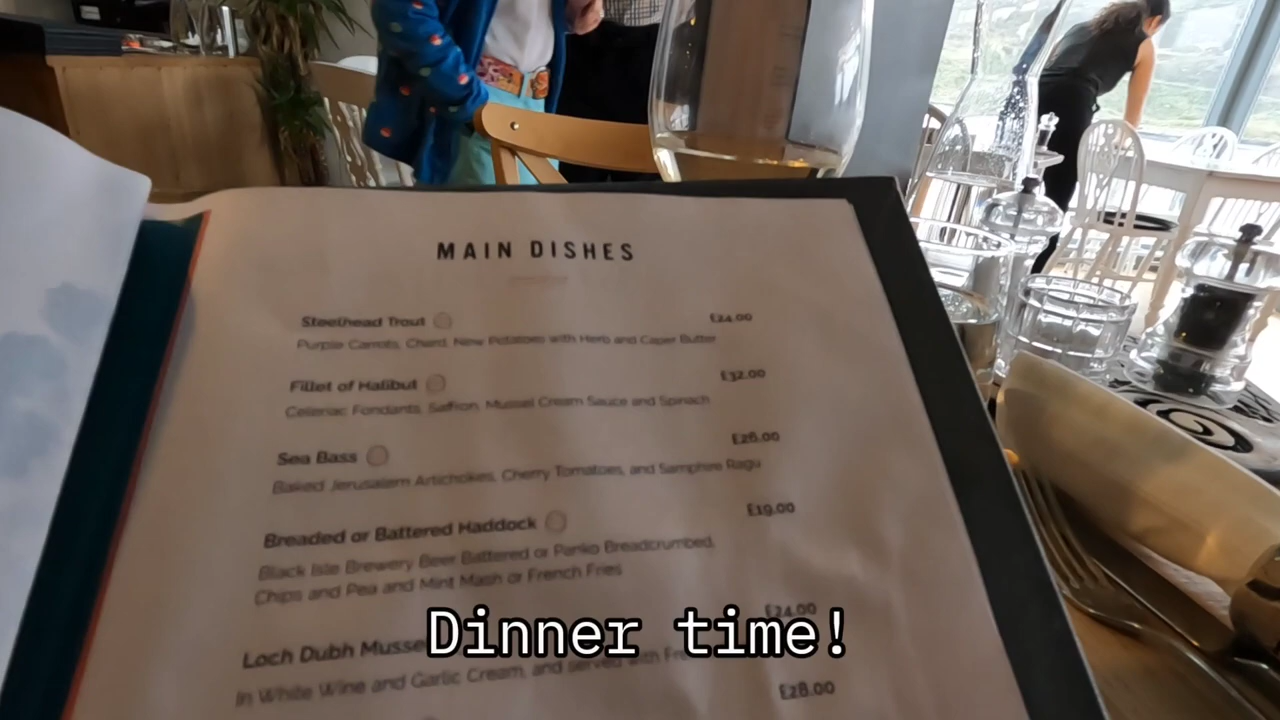 MAIN DISHES
Steelhead Trout £24.00
Purple Carrots, Chard, New Potatoes with Herb and Caper Butter
Fillet of Halibut £32.00
Celeriac Fondants, Saffron, Mussel Cream Sauce and Spinach
Sea Bass £26.00
Baked Jerusalem Artichokes, Cherry Tomatoes, and Samphire Ragu
Breaded or Battered Haddock £19.00
Black Isle Brewery Beer Battered or Panko Breadcrumbed,
Chips and Pea and Mint Mash or French Fries
Loch Dubh £24.00
In White Wine and Garlic Cream, and served with
£28.00
Dinner time!